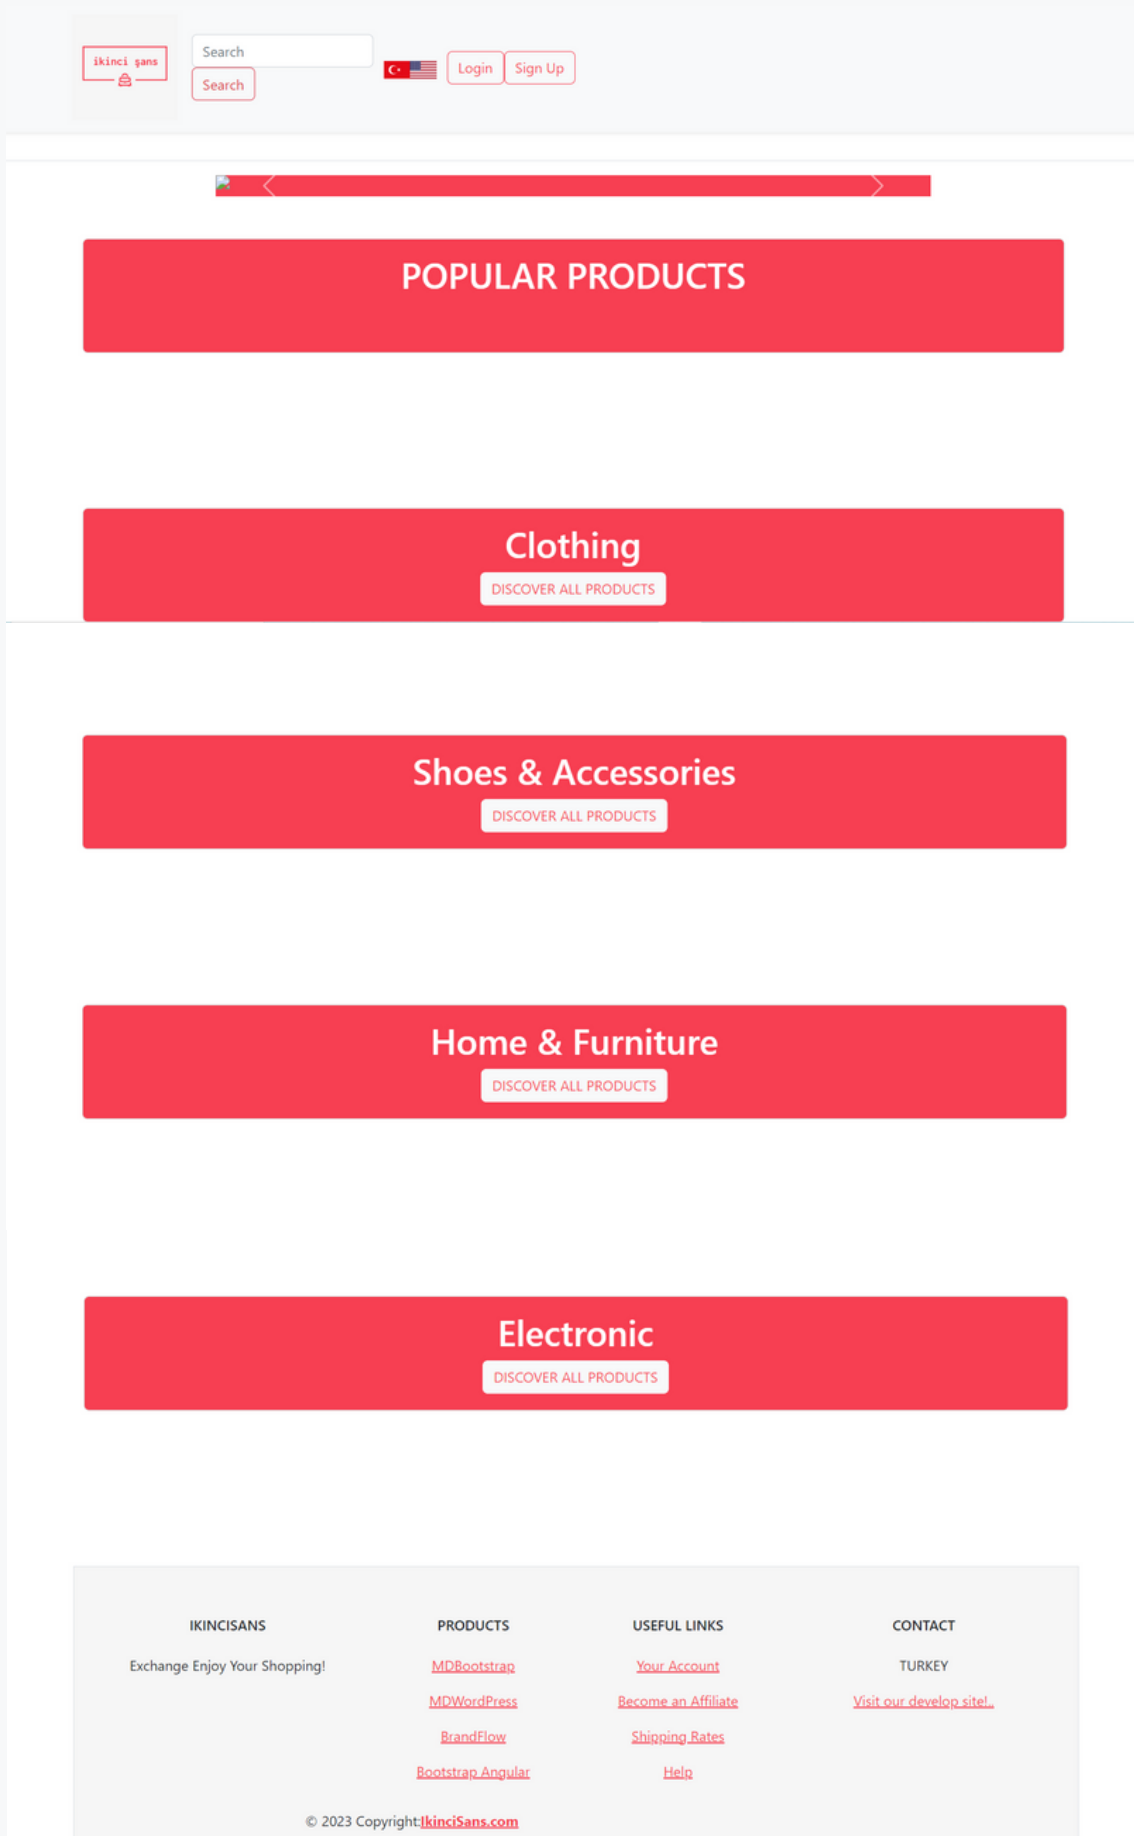 ikinci şans
Search
Search
Login
Sign Up
POPULAR PRODUCTS
Clothing
DISCOVER ALL PRODUCTS
Shoes & Accessories
DISCOVER ALL PRODUCTS
Home & Furniture
DISCOVER ALL PRODUCTS
Electronic
DISCOVER ALL PRODUCTS
IKINCISANS
Exchange Enjoy Your Shopping!
PRODUCTS
MDBootstrap
MDWordPress
BrandFlow
Bootstrap Angular
USEFUL LINKS
Your Account
Become an Affiliate
Shipping Rates
Help
CONTACT
TURKEY
Visit our develop site!..
© 2023 Copyright:IkinciSans.com